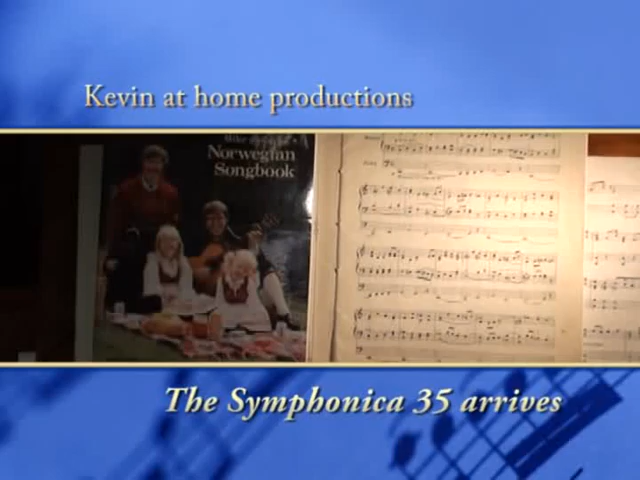 Kevin at home productions
Norwegian
Songbook
The Symphonica 35 arrives